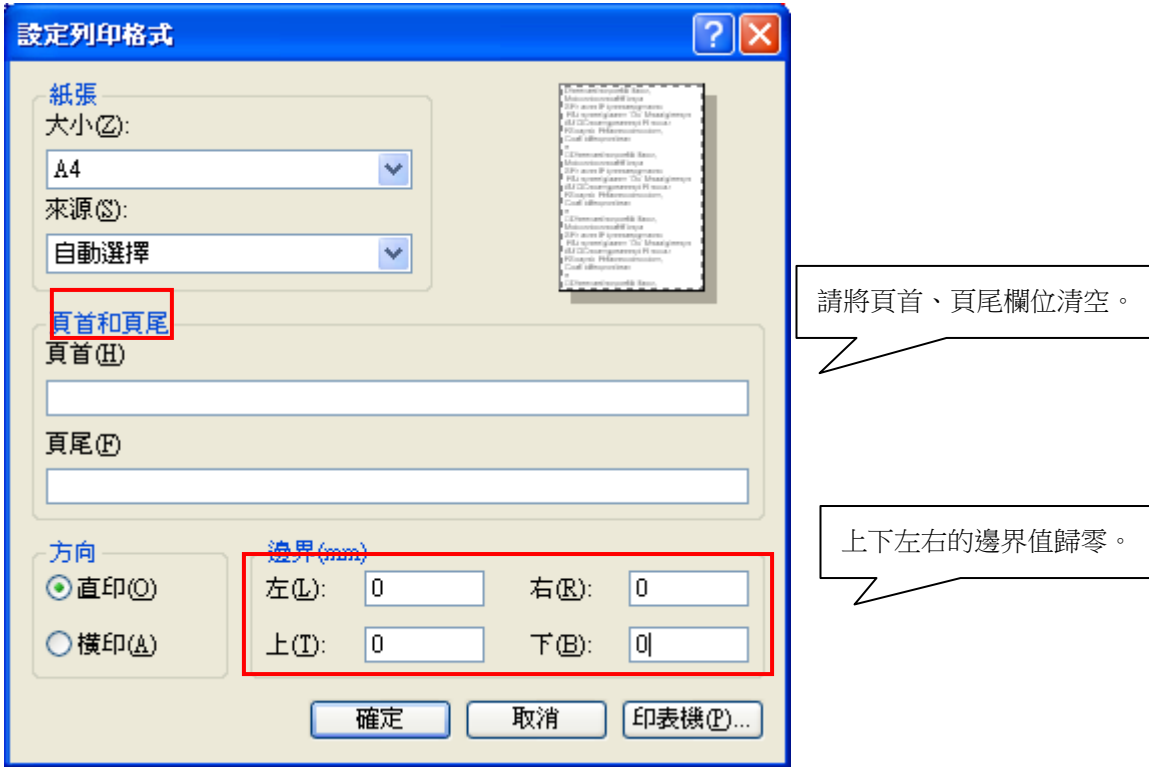 設定列印格式
紙張
大小(Z):
A4
來源(S):
自動選擇
請將頁首、頁尾欄位清空。
頁首和頁尾
頁首(H)
頁尾(F)
上下左右的邊界值歸零。
方向
邊界(mm)
直印(O)
左(L): 0 右(R): 0
橫印(A)
上(T): 0 下(B): 0
確定 取消 印表機(P)...